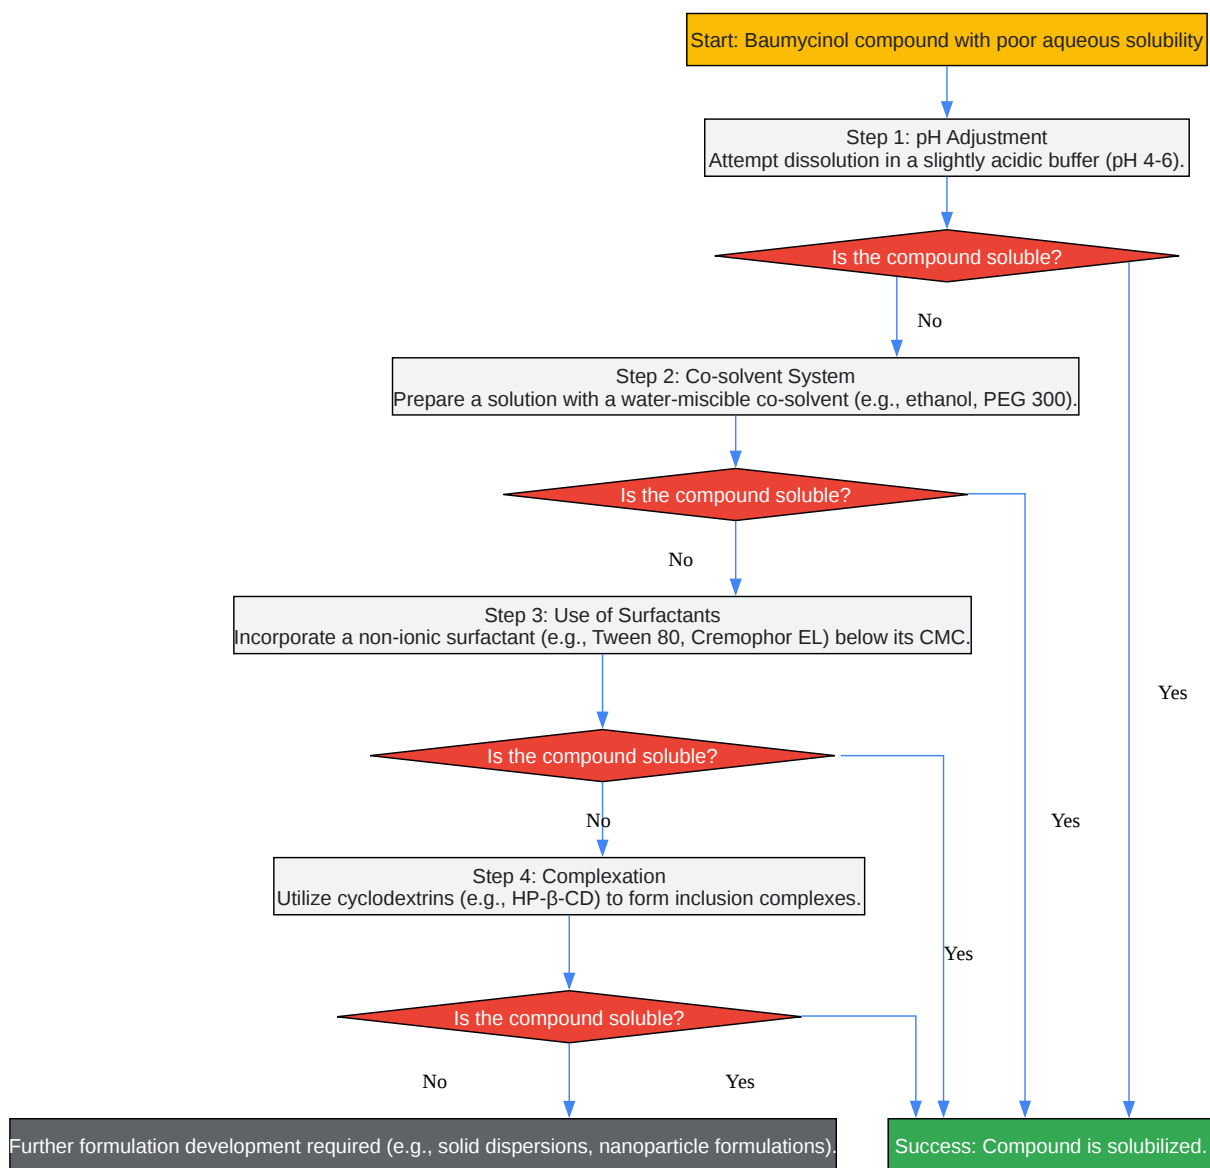 Start: Baumycinol compound with poor aqueous solubility
Step 1: pH Adjustment
Attempt dissolution in a slightly acidic buffer (pH 4-6).
Is the compound soluble?
No
Step 2: Co-solvent System
Prepare a solution with a water-miscible co-solvent (e.g., ethanol, PEG 300).
Is the compound soluble?
No
Step 3: Use of Surfactants
Incorporate a non-ionic surfactant (e.g., Tween 80, Cremophor EL) below its CMC.
Yes
Is the compound soluble?
No
Yes
Step 4: Complexation
Utilize cyclodextrins (e.g., HP-β-CD) to form inclusion complexes.
Yes
Is the compound soluble?
No
Yes
Further formulation development required (e.g., solid dispersions, nanoparticle formulations).
Success: Compound is solubilized.